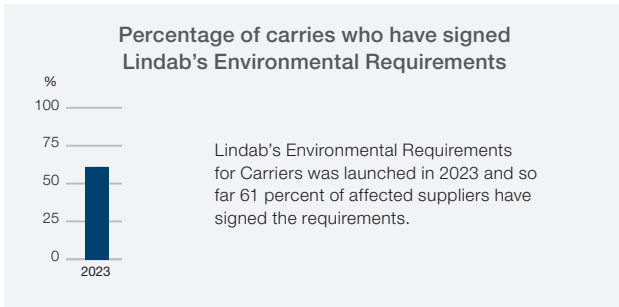 Percentage of carries who have signed
Lindab’s Environmental Requirements
%
100
75
50
25
0
2023
Lindab’s Environmental Requirements
for Carriers was launched in 2023 and so
far 61 percent of affected suppliers have
signed the requirements.